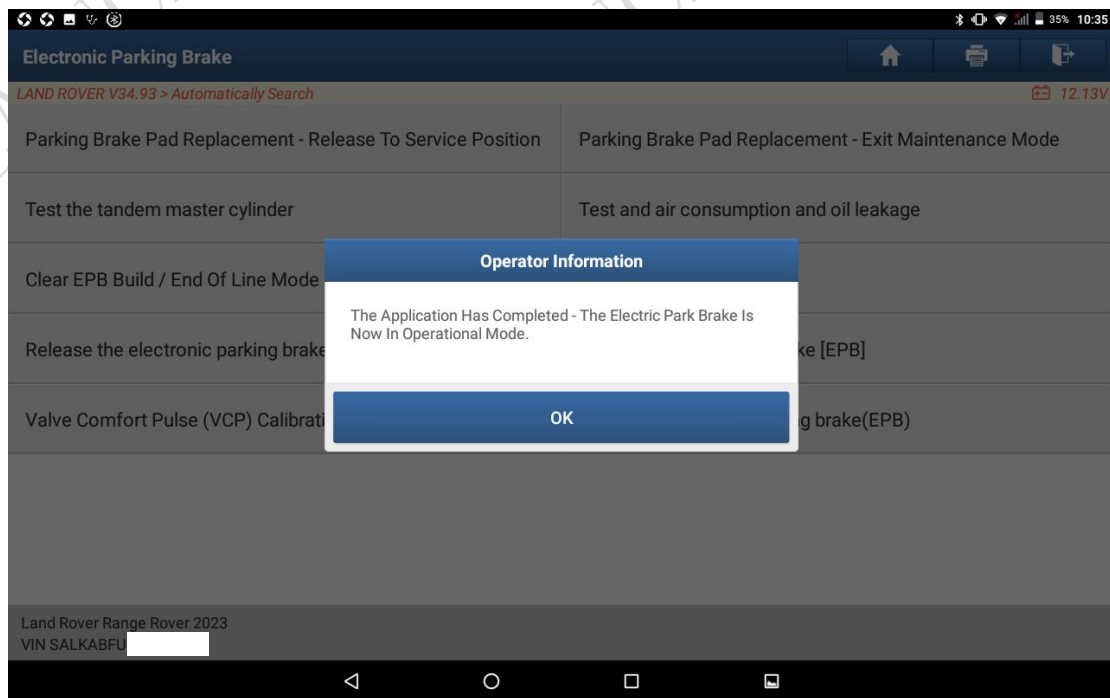 35% 10:35
Electronic Parking Brake
LAND ROVER V34.93 > Automatically Search
12.13V
Parking Brake Pad Replacement - Release To Service Position
Parking Brake Pad Replacement - Exit Maintenance Mode
Test the tandem master cylinder
Test and air consumption and oil leakage
Operator Information
Clear EPB Build / End Of Line Mode
The Application Has Completed - The Electric Park Brake Is
Now In Operational Mode.
Release the electronic parking brake
[EPB]
OK
Valve Comfort Pulse (VCP)
brake(EPB)
Land Rover Range Rover 2023
VIN SALKABFU